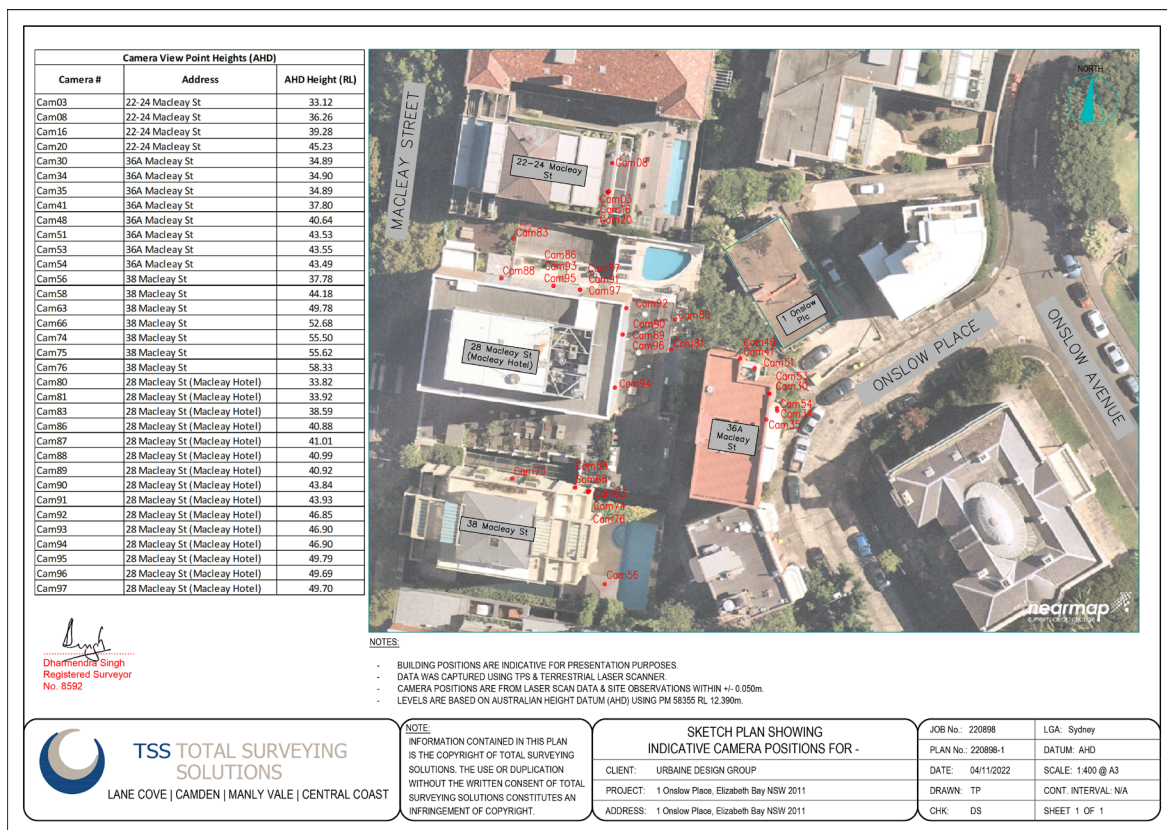 Camera View Point Heights (AHD)
Camera # Address AHD Height (RL)
Cam03 22-24 Macleay St 33.12
Cam08 22-24 Macleay St 36.26
Cam16 22-24 Macleay St 39.28
Cam20 22-24 Macleay St 45.23
Cam30 36A Macleay St 34.89
Cam34 36A Macleay St 34.90
Cam35 36A Macleay St 34.89
Cam41 36A Macleay St 37.80
Cam48 36A Macleay St 40.64
Cam51 36A Macleay St 43.53
Cam53 36A Macleay St 43.55
Cam54 36A Macleay St 43.49
Cam56 38 Macleay St 37.78
Cam58 38 Macleay St 44.18
Cam63 38 Macleay St 49.78
Cam66 38 Macleay St 52.68
Cam74 38 Macleay St 55.50
Cam75 38 Macleay St 55.62
Cam76 38 Macleay St 58.33
Cam80 28 Macleay St (Macleay Hotel) 33.82
Cam81 28 Macleay St (Macleay Hotel) 33.92
Cam83 28 Macleay St (Macleay Hotel) 38.59
Cam86 28 Macleay St (Macleay Hotel) 40.88
Cam87 28 Macleay St (Macleay Hotel) 41.01
Cam88 28 Macleay St (Macleay Hotel) 40.99
Cam89 28 Macleay St (Macleay Hotel) 40.92
Cam90 28 Macleay St (Macleay Hotel) 43.84
Cam91 28 Macleay St (Macleay Hotel) 43.93
Cam92 28 Macleay St (Macleay Hotel) 46.85
Cam93 28 Macleay St (Macleay Hotel) 46.90
Cam94 28 Macleay St (Macleay Hotel) 46.90
Cam95 28 Macleay St (Macleay Hotel) 49.79
Cam96 28 Macleay St (Macleay Hotel) 49.69
Cam97 28 Macleay St (Macleay Hotel) 49.70
Dharmendra Singh
Registered Surveyor
No. 8592
NORTH
MACLEAY STREET
22-24 Macleay
St
Cam08
Cam03
Cam16
Cam20
Cam83
Cam86
Cam93
Cam95
Cam88
Cam87
Cam91
Cam97
Cam92
Cam80
Cam90
Cam89
Cam96
Cam81
Cam94
28 Macleay St
(Macleay Hotel)
1 Onslow
Plc
ONSLOW PLACE
ONSLOW AVENUE
Cam48
Cam41
Cam51
Cam53
Cam30
Cam54
Cam34
Cam35
36A
Macleay
St
Cam75
Cam58
Cam66
Cam63
Cam74
Cam76
38 Macleay St
Cam56
nearmap
NOTES:
- BUILDING POSITIONS ARE INDICATIVE FOR PRESENTATION PURPOSES.
- DATA WAS CAPTURED USING TPS & TERRESTRIAL LASER SCANNER.
- CAMERA POSITIONS ARE FROM LASER SCAN DATA & SITE OBSERVATIONS WITHIN +/- 0.050m.
- LEVELS ARE BASED ON AUSTRALIAN HEIGHT DATUM (AHD) USING PM 58355 RL 12.390m.
TSS TOTAL SURVEYING
SOLUTIONS
LANE COVE | CAMDEN | MANLY VALE | CENTRAL COAST
NOTE:
INFORMATION CONTAINED IN THIS PLAN
IS THE COPYRIGHT OF TOTAL SURVEYING
SOLUTIONS. THE USE OR DUPLICATION
WITHOUT THE WRITTEN CONSENT OF TOTAL
SURVEYING SOLUTIONS CONSTITUTES AN
INFRINGEMENT OF COPYRIGHT.
SKETCH PLAN SHOWING
INDICATIVE CAMERA POSITIONS FOR -
CLIENT: URBAINE DESIGN GROUP
PROJECT: 1 Onslow Place, Elizabeth Bay NSW 2011
ADDRESS: 1 Onslow Place, Elizabeth Bay NSW 2011
JOB No.: 220898 LGA: Sydney
PLAN No.: 220898-1 DATUM: AHD
DATE: 04/11/2022 SCALE: 1:400 @ A3
DRAWN: TP CONT. INTERVAL: N/A
CHK: DS SHEET 1 OF 1